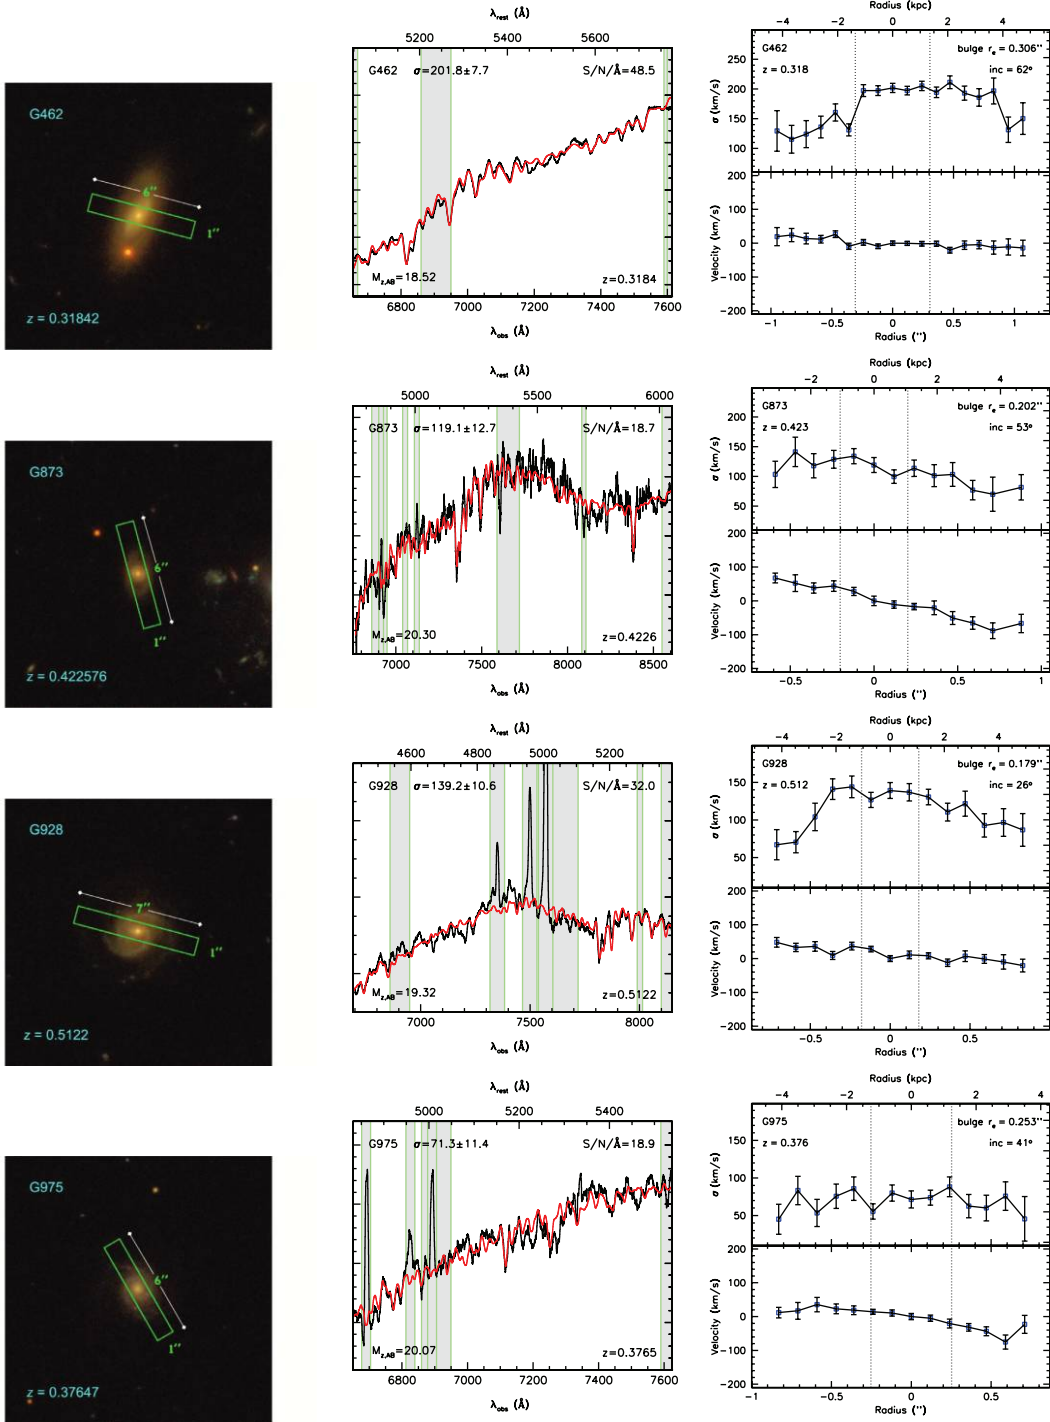 G462
6"
1"
z = 0.31842
λrest (Å)
5200 5400 5600
G462 σ=201.8±7.7 S/N/Å=48.5
Mz,AB=18.52 z=0.3184
6800 7000 7200 7400 7600
λobs (Å)
Radius (kpc)
−4 −2 0 2 4
G462 bulge re = 0.306"
z = 0.318 inc = 62°
σ (km/s)
250
200
150
100
Velocity (km/s)
200
100
0
−100
−200
−1 −0.5 0 0.5 1
Radius (")
G873
6"
1"
z = 0.422576
λrest (Å)
5000 5500 6000
G873 σ=119.1±12.7 S/N/Å=18.7
Mz,AB=20.30 z=0.4226
7000 7500 8000 8500
λobs (Å)
Radius (kpc)
−2 0 2 4
G873 bulge re = 0.202"
z = 0.423 inc = 53°
σ (km/s)
200
150
100
50
Velocity (km/s)
200
100
0
−100
−200
−0.5 0 0.5 1
Radius (")
G928
7"
1"
z = 0.5122
λrest (Å)
4600 4800 5000 5200
G928 σ=139.2±10.6 S/N/Å=32.0
Mz,AB=19.32 z=0.5122
7000 7500 8000
λobs (Å)
Radius (kpc)
−4 −2 0 2 4
G928 bulge re = 0.179"
z = 0.512 inc = 26°
σ (km/s)
150
100
50
Velocity (km/s)
200
100
0
−100
−200
−0.5 0 0.5
Radius (")
G975
6"
1"
z = 0.37647
λrest (Å)
5000 5200 5400
G975 σ=71.3±11.4 S/N/Å=18.9
Mz,AB=20.07 z=0.3765
6800 7000 7200 7400 7600
λobs (Å)
Radius (kpc)
−4 −2 0 2 4
G975 bulge re = 0.253"
z = 0.376 inc = 41°
σ (km/s)
150
100
50
Velocity (km/s)
200
100
0
−100
−200
−1 −0.5 0 0.5
Radius (")